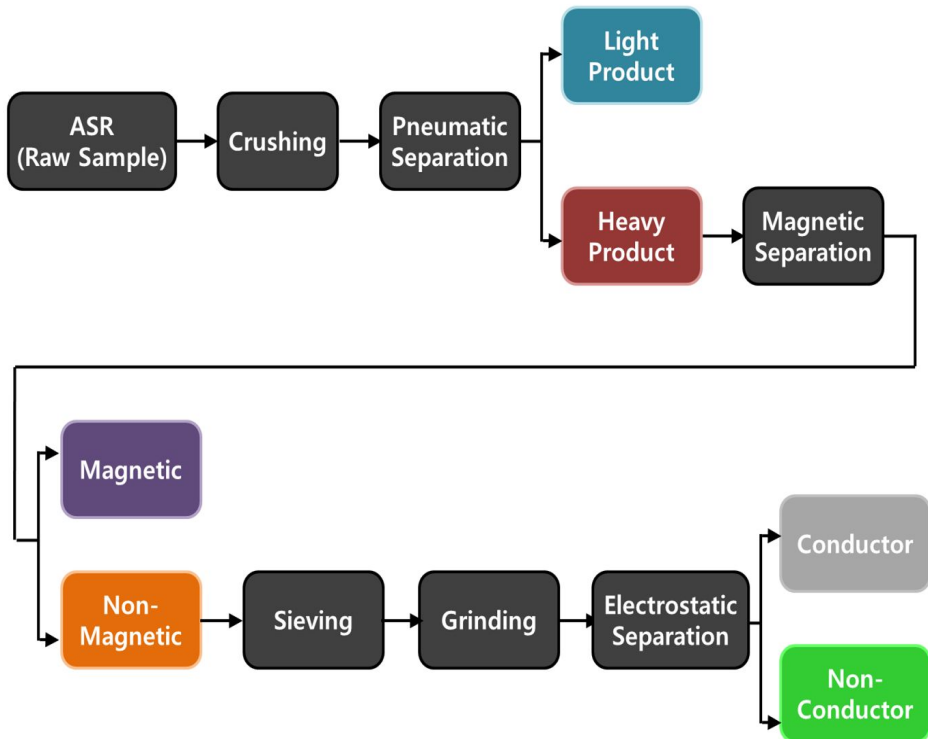 Light
Product
ASR
(Raw Sample)
Crushing
Pneumatic
Separation
Heavy
Product
Magnetic
Separation
Magnetic
Non-
Magnetic
Sieving
Grinding
Electrostatic
Separation
Conductor
Non-
Conductor